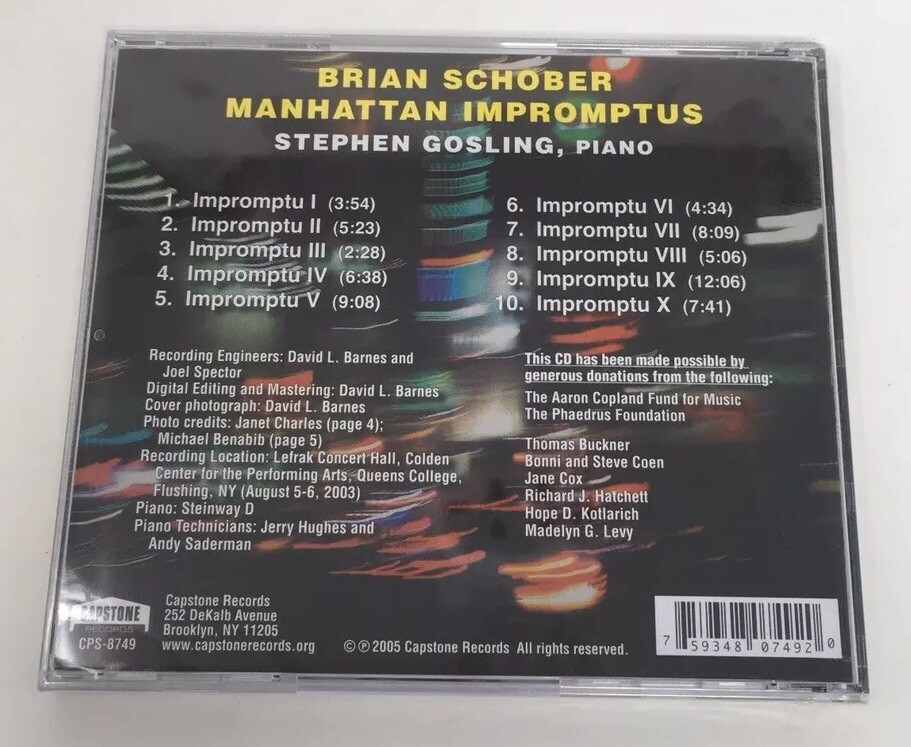 BRIAN SCHOBER
MANHATTAN IMPROMPTUS
STEPHEN GOSLING, PIANO
1. Impromptu I (3:54)
2. Impromptu II (5:23)
3. Impromptu III (2:28)
4. Impromptu IV (6:38)
5. Impromptu V (9:08)
6. Impromptu VI (4:34)
7. Impromptu VII (8:09)
8. Impromptu VIII (5:06)
9. Impromptu IX (12:06)
10. Impromptu X (7:41)
Recording Engineers: David L. Barnes and
Joel Spector
Digital Editing and Mastering: David L. Barnes
Cover photograph: David L. Barnes
Photo credits: Janet Charles (page 4);
Michael Benabib (page 5)
Recording Location: Lefrak Concert Hall, Colden
Center for the Performing Arts, Queens College,
Flushing, NY (August 5-6, 2003)
Piano: Steinway D
Piano Technicians: Jerry Hughes and
Andy Saderman
This CD has been made possible by
generous donations from the following:
The Aaron Copland Fund for Music
The Phaedrus Foundation
Thomas Buckner
Bonni and Steve Coen
Jane Cox
Richard J. Hatchett
Hope D. Kotlarich
Madelyn G. Levy
CAPSTONE
RECORDS
CPS-8749
Capstone Records
252 DeKalb Avenue
Brooklyn, NY 11205
www.capstonerecords.org
©℗2005 Capstone Records All rights reserved.
7 59348 07492 0